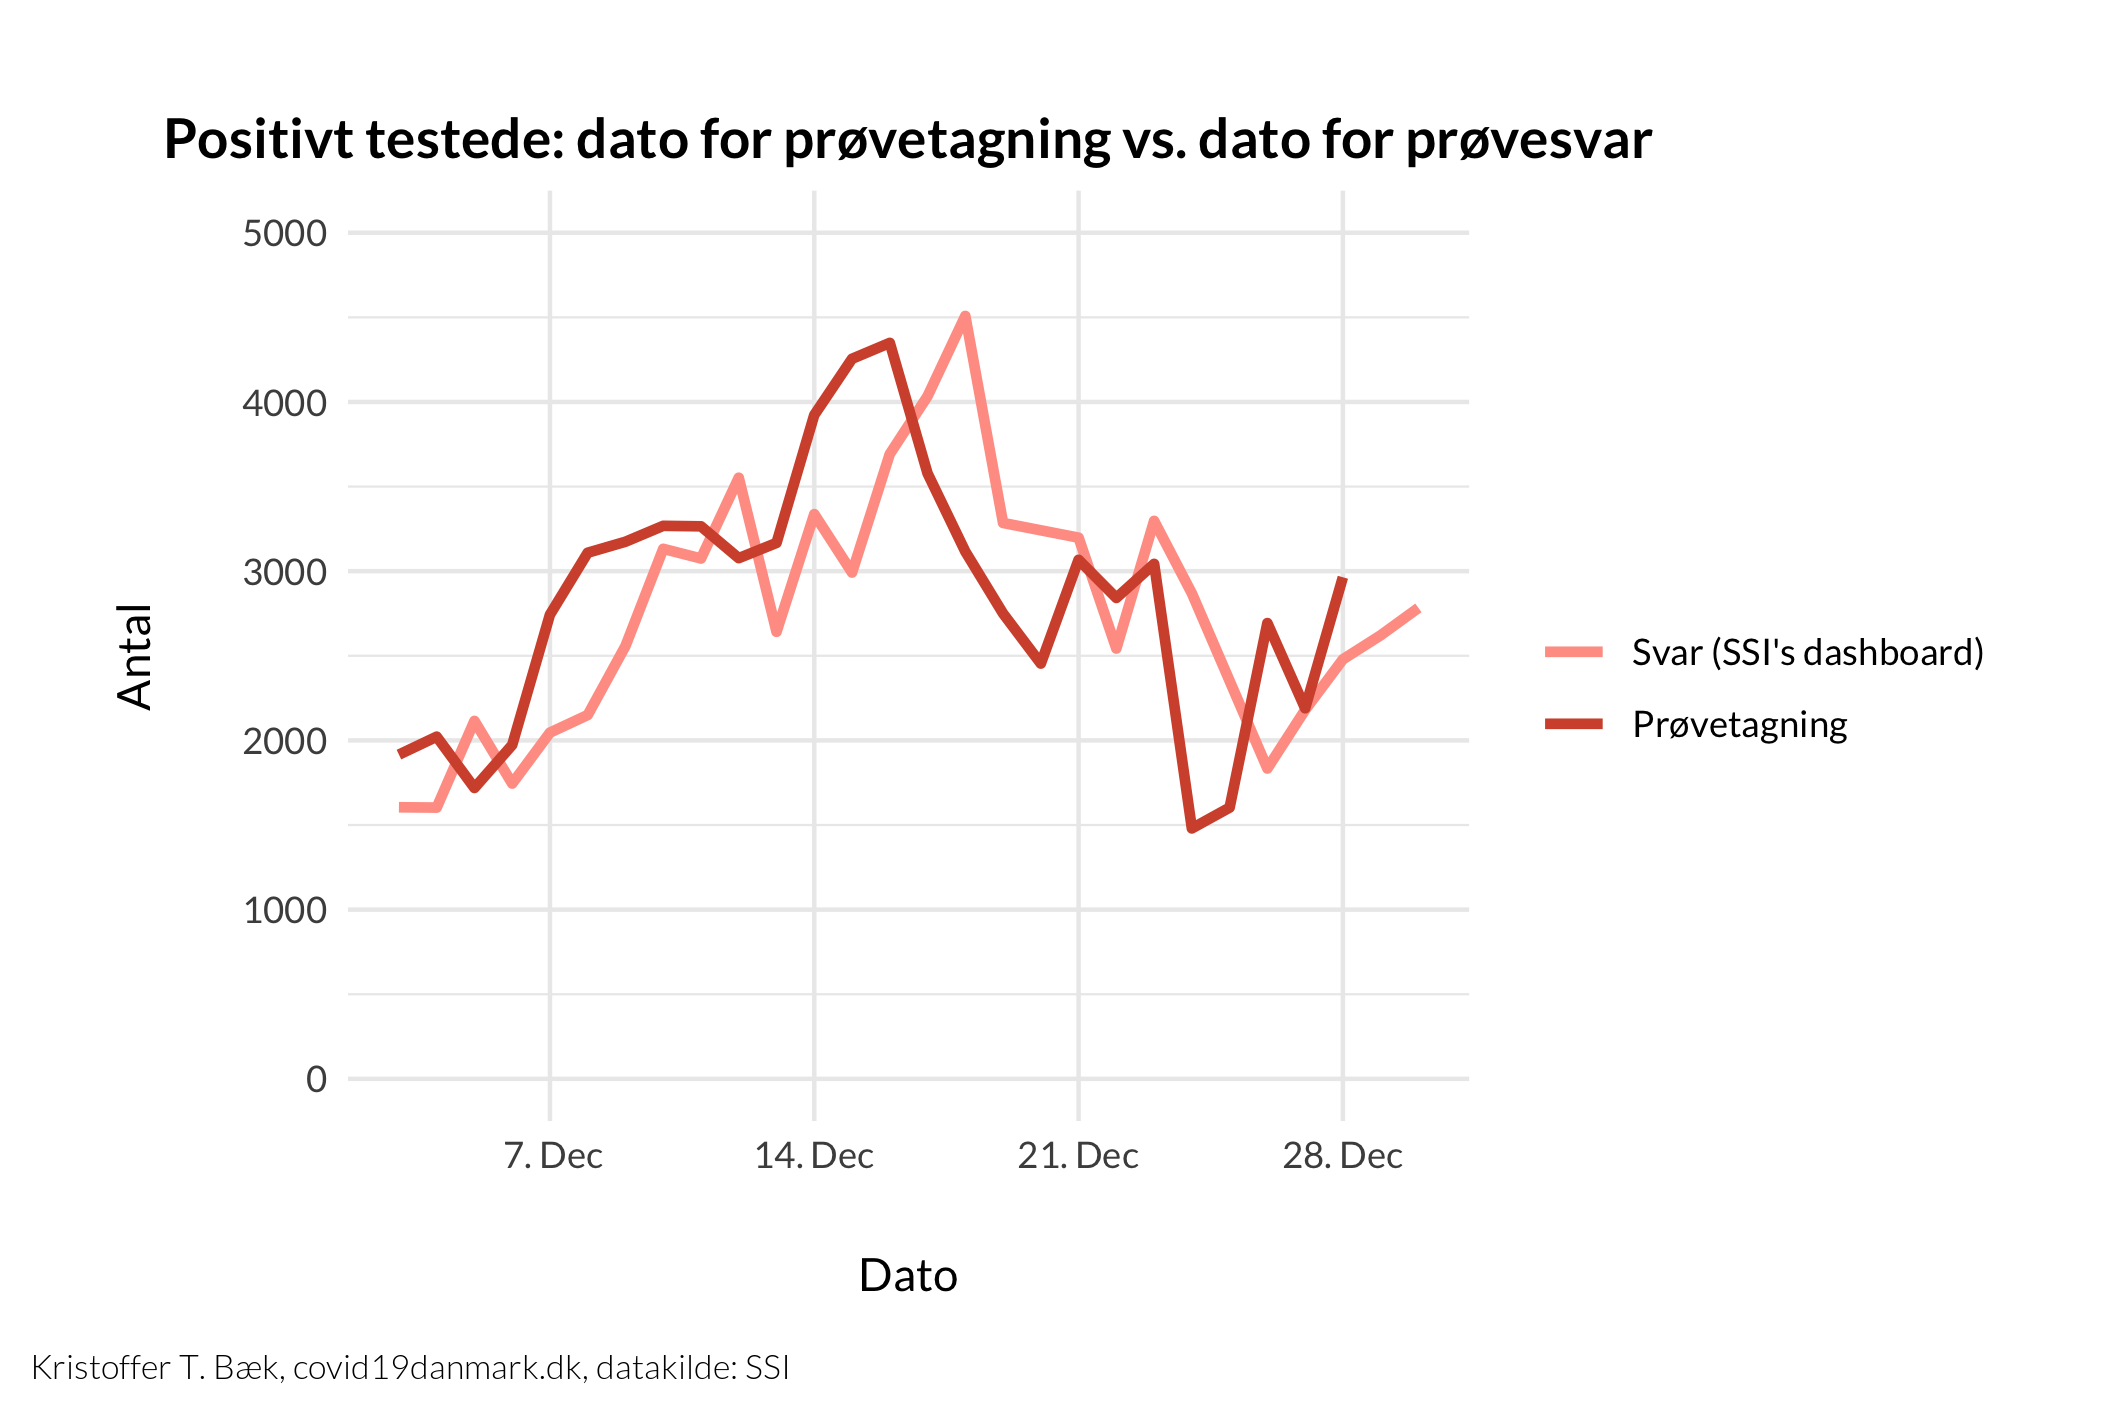 Positivt testede: dato for prøvetagning vs. dato for prøvesvar
5000
4000
3000
2000
1000
0
Antal
7. Dec
14. Dec
21. Dec
28. Dec
Dato
Svar (SSI's dashboard)
Prøvetagning
Kristoffer T. Bæk, covid19danmark.dk, datakilde: SSI